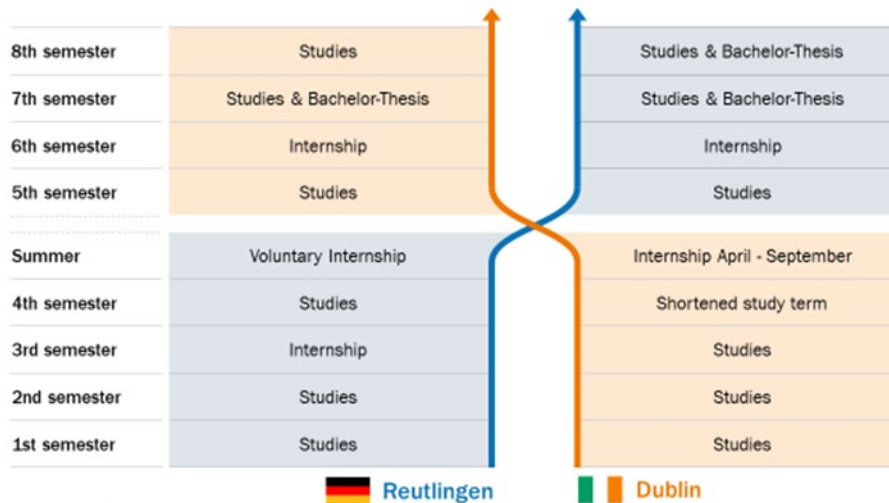 8th semester Studies Studies & Bachelor-Thesis
7th semester Studies & Bachelor-Thesis Studies & Bachelor-Thesis
6th semester Internship Internship
5th semester Studies Studies
Summer Voluntary Internship Internship April - September
4th semester Studies Shortened study term
3rd semester Internship Studies
2nd semester Studies Studies
1st semester Studies Studies
Reutlingen Dublin